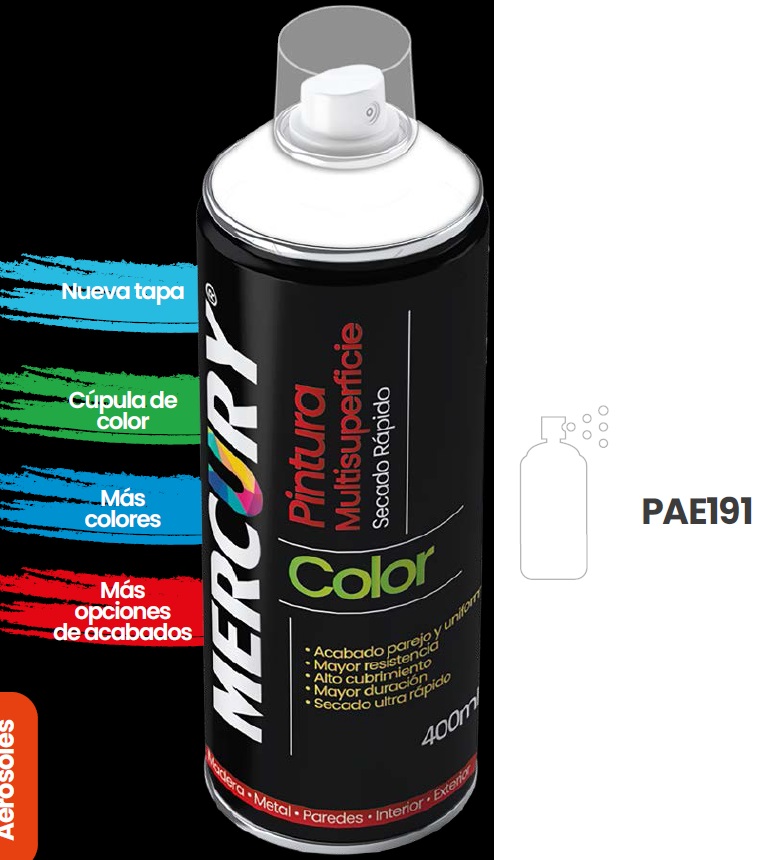 Nueva tapa
Cúpula de
color
Más
colores
Más
opciones
de acabados
Aerosoles
MERCURY®
Pintura
Multisuperficie
Secado Rápido
Color
• Acabado parejo y uniforme
• Mayor resistencia
• Alto cubrimiento
• Mayor duración
• Secado ultra rápido
400ml
Madera • Metal • Paredes • Interior • Exterior
PAE191